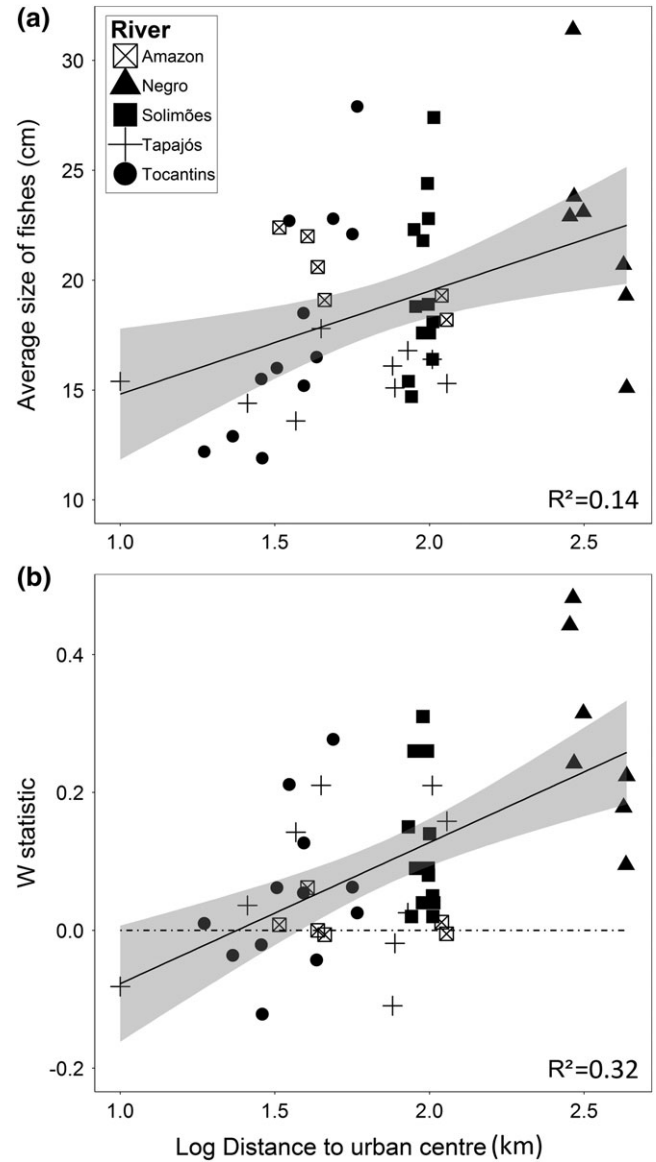 (a)
River
Amazon
Negro
Solimões
Tapajós
Tocantins
Average size of fishes (cm)
30
25
20
15
10
R²=0.14
1.0 1.5 2.0 2.5
(b)
W statistic
0.4
0.2
0.0
-0.2
R²=0.32
1.0 1.5 2.0 2.5
Log Distance to urban centre (km)